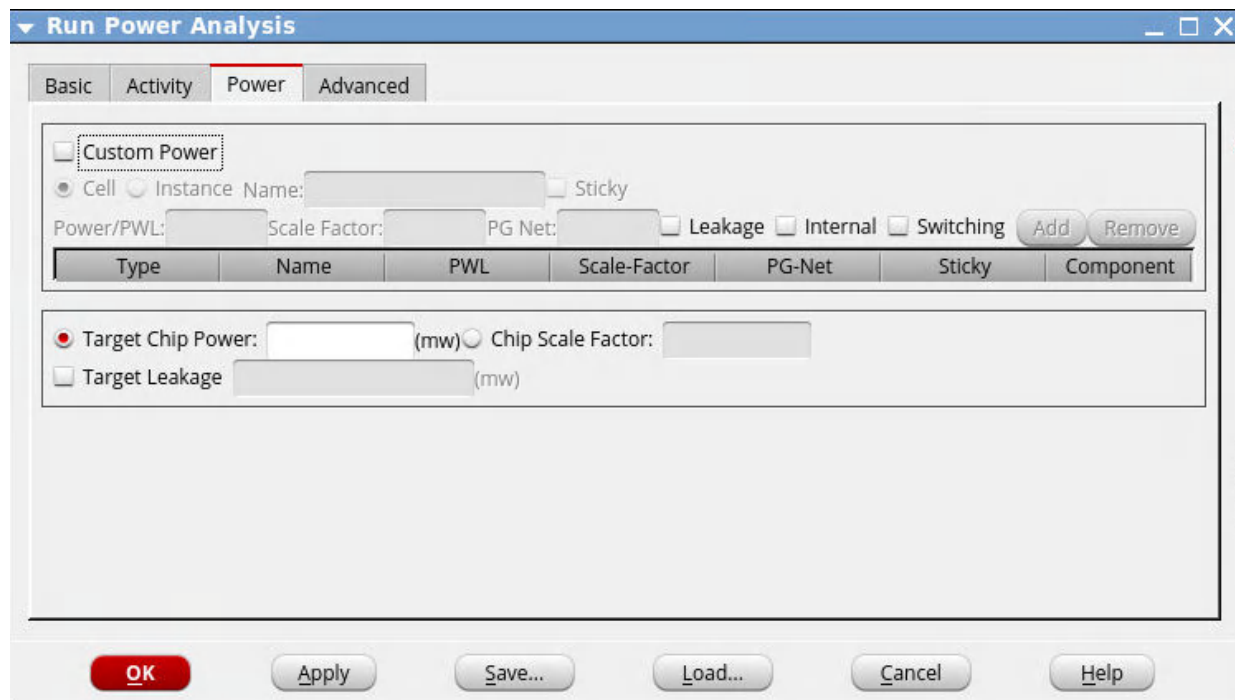 Run Power Analysis
Basic Activity Power Advanced
Custom Power
Cell Instance Name: Sticky
Power/PWL: Scale Factor: PG Net: Leakage Internal Switching Add Remove
Type Name PWL Scale-Factor PG-Net Sticky Component
Target Chip Power: (mw) Chip Scale Factor:
Target Leakage (mw)
OK Apply Save... Load... Cancel Help